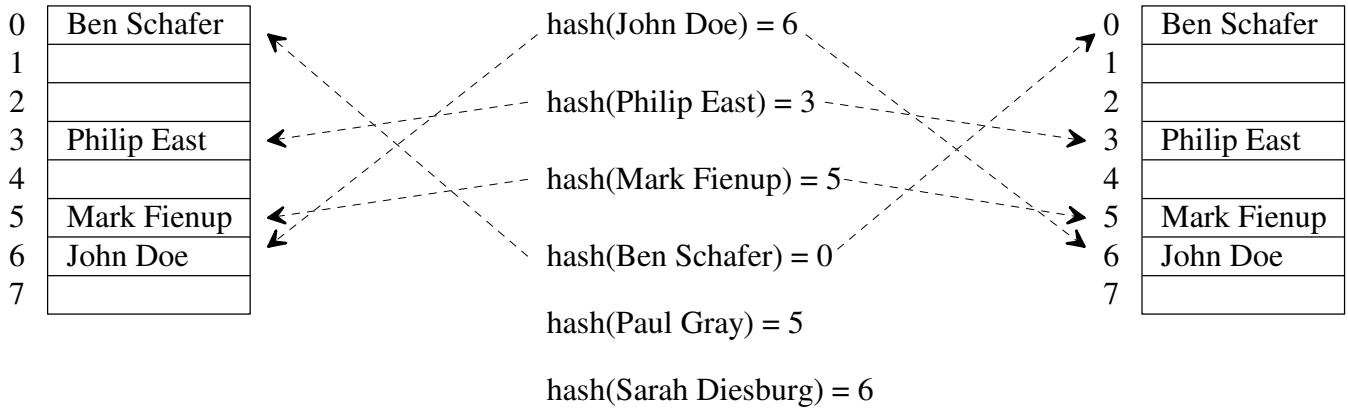 0 Ben Schafer hash(John Doe) = 6 0 Ben Schafer
1 1
2 hash(Philip East) = 3 2
3 Philip East 3 Philip East
4 hash(Mark Fienup) = 5 4
5 Mark Fienup 5 Mark Fienup
6 John Doe hash(Ben Schafer) = 0 6 John Doe
7 7
hash(Paul Gray) = 5
hash(Sarah Diesburg) = 6